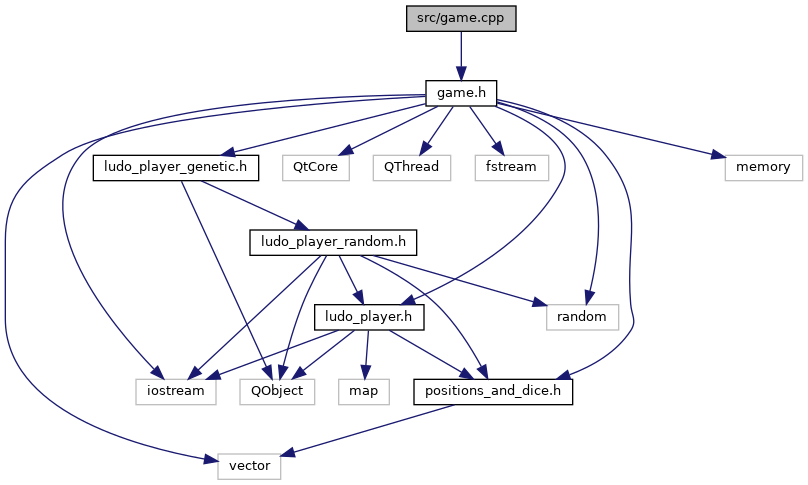 src/game.cpp
game.h
ludo_player_genetic.h
QtCore
QThread
fstream
memory
ludo_player_random.h
ludo_player.h
random
iostream
QObject
map
positions_and_dice.h
vector